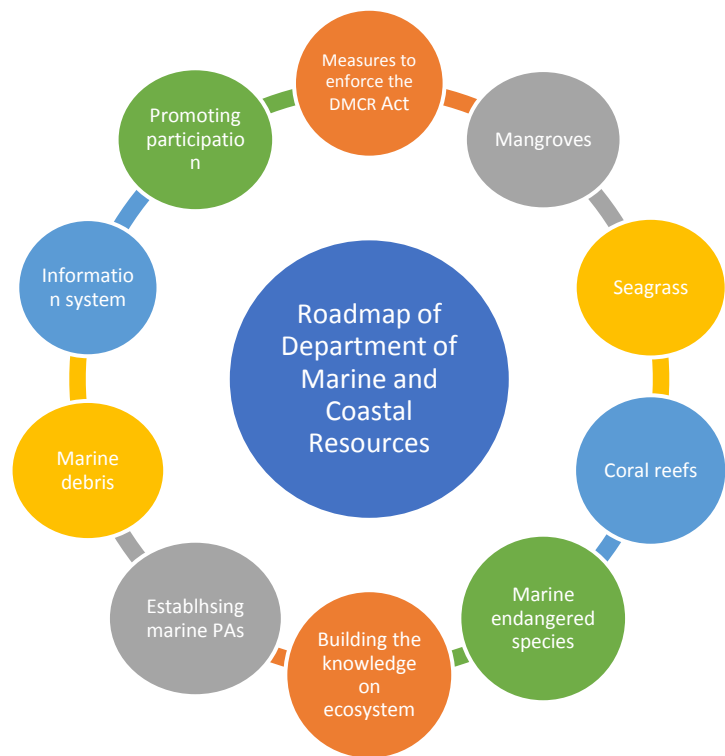 Measures to
enforce the
DMCR Act
Mangroves
Seagrass
Coral reefs
Marine
endangered
species
Building the
knowledge
on
ecosystem
Establhsing
marine PAs
Marine
debris
Informatio
n system
Promoting
participatio
n
Roadmap of
Department of
Marine and
Coastal
Resources